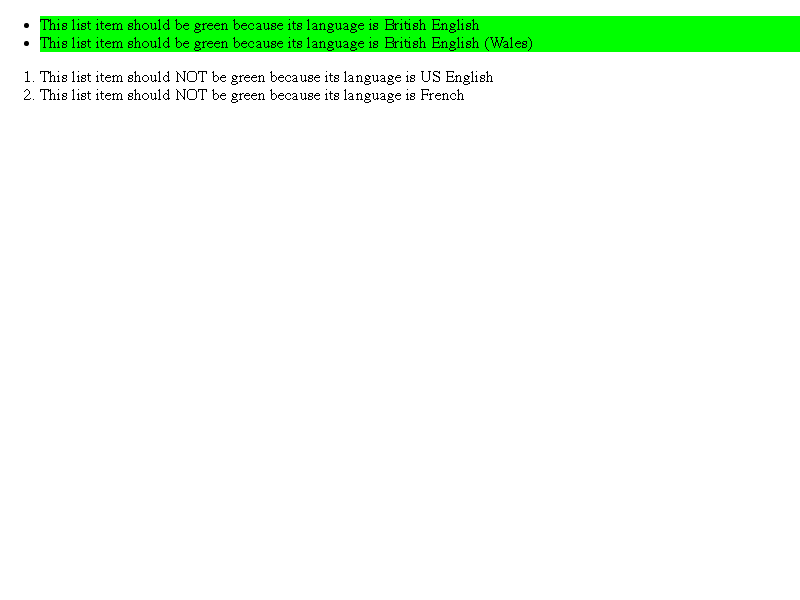 • This list item should be green because its language is British English
• This list item should be green because its language is British English (Wales)
1. This list item should NOT be green because its language is US English
2. This list item should NOT be green because its language is French